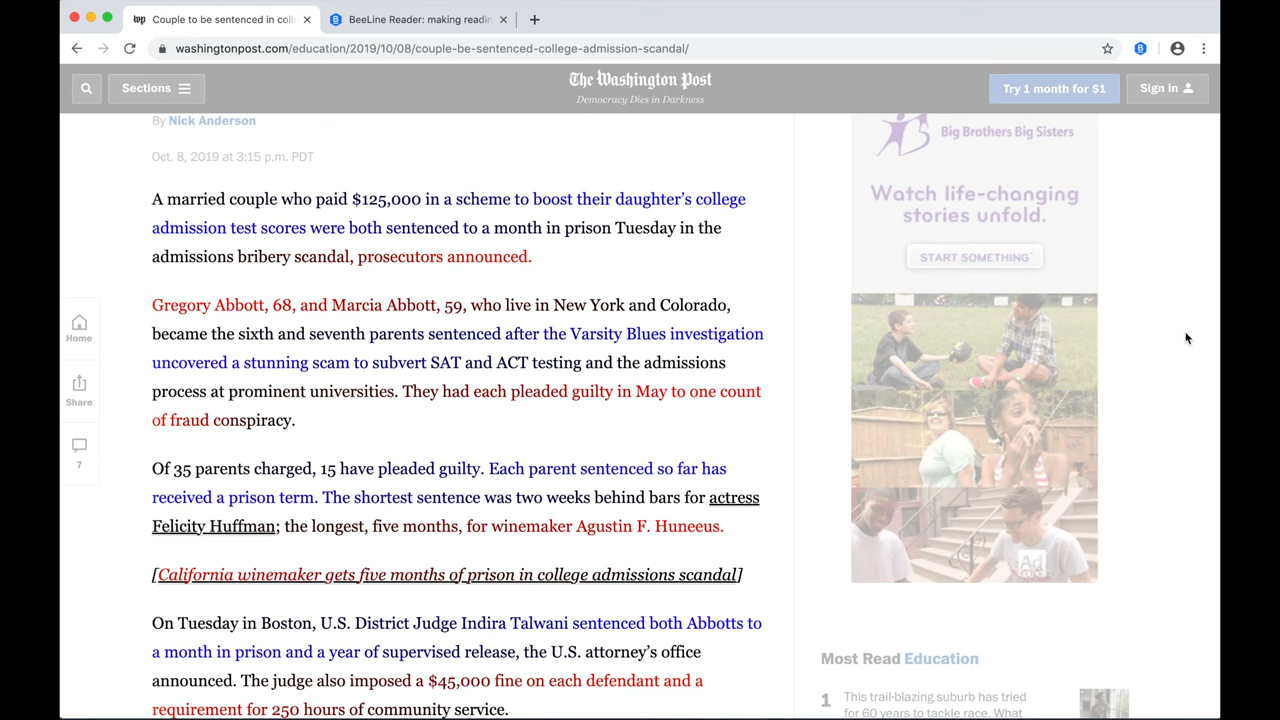 Couple to be sentenced in coll
BeeLine Reader: making readin
washingtonpost.com/education/2019/10/08/couple-be-sentenced-college-admission-scandal/
Sections
The Washington Post
Democracy Dies in Darkness
Try 1 month for $1
Sign in
By Nick Anderson
Oct. 8, 2019 at 3:15 p.m. PDT
A married couple who paid $125,000 in a scheme to boost their daughter’s college
admission test scores were both sentenced to a month in prison Tuesday in the
admissions bribery scandal, prosecutors announced.
Gregory Abbott, 68, and Marcia Abbott, 59, who live in New York and Colorado,
became the sixth and seventh parents sentenced after the Varsity Blues investigation
uncovered a stunning scam to subvert SAT and ACT testing and the admissions
process at prominent universities. They had each pleaded guilty in May to one count
of fraud conspiracy.
Of 35 parents charged, 15 have pleaded guilty. Each parent sentenced so far has
received a prison term. The shortest sentence was two weeks behind bars for actress
Felicity Huffman; the longest, five months, for winemaker Agustin F. Huneeus.
[California winemaker gets five months of prison in college admissions scandal]
On Tuesday in Boston, U.S. District Judge Indira Talwani sentenced both Abbotts to
a month in prison and a year of supervised release, the U.S. attorney’s office
announced. The judge also imposed a $45,000 fine on each defendant and a
requirement for 250 hours of community service.
Home
Share
7
Big Brothers Big Sisters
Watch life-changing
stories unfold.
START SOMETHING™
Ad
Most Read Education
1
This trail-blazing suburb has tried
for 60 years to tackle race. What